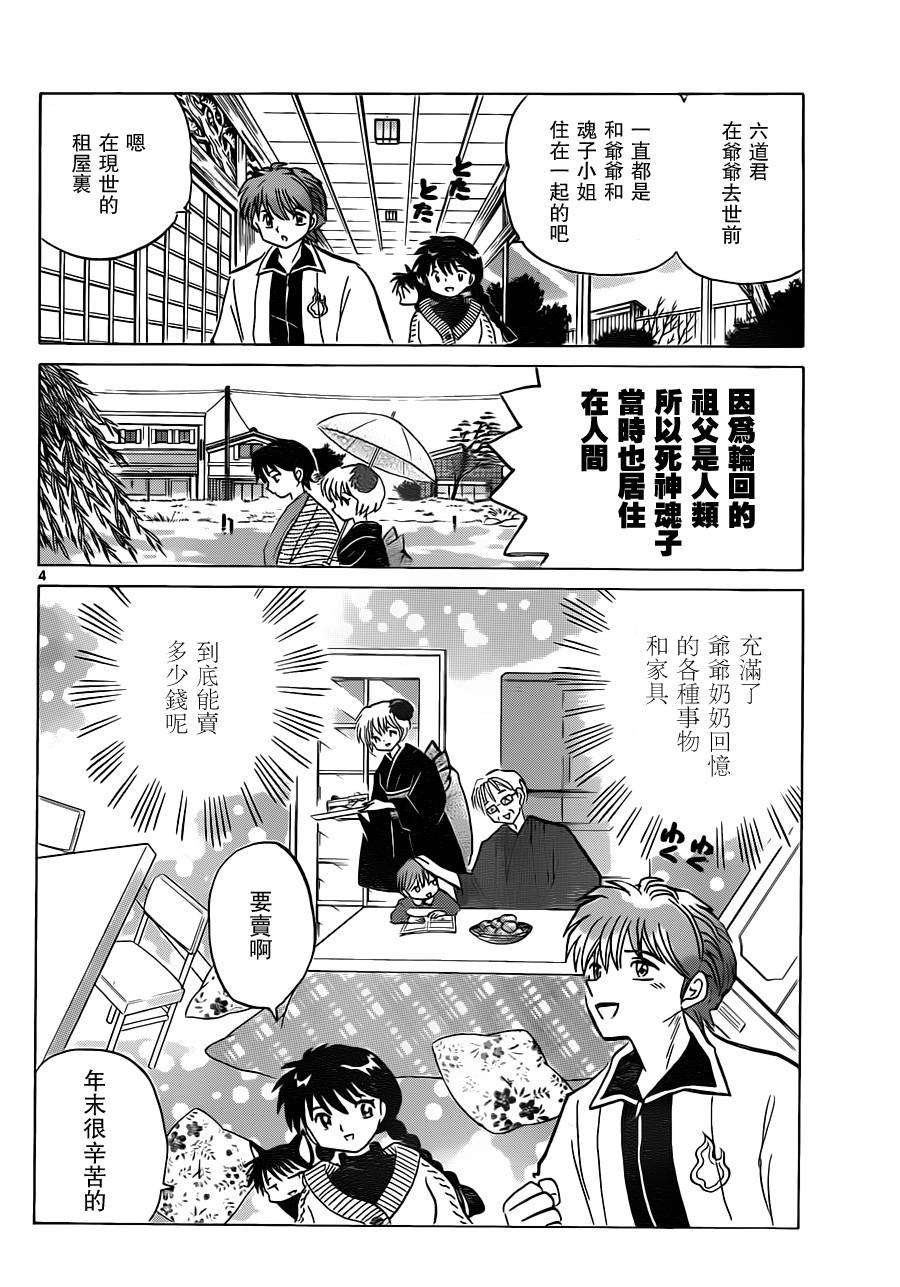 六道君
在爺爺去世前
一直都是
和爺爺和
魂子小姐
住在一起的吧
とた
とた
嗯
在現世的
租屋裏
因爲輪回的
祖父是人類
所以死神魂子
當時也居住
在人間
4
充滿了
爺爺奶奶回憶
的各種事物
和家具
到底能賣
多少錢呢
わく
わく
要賣啊
年末很辛苦的